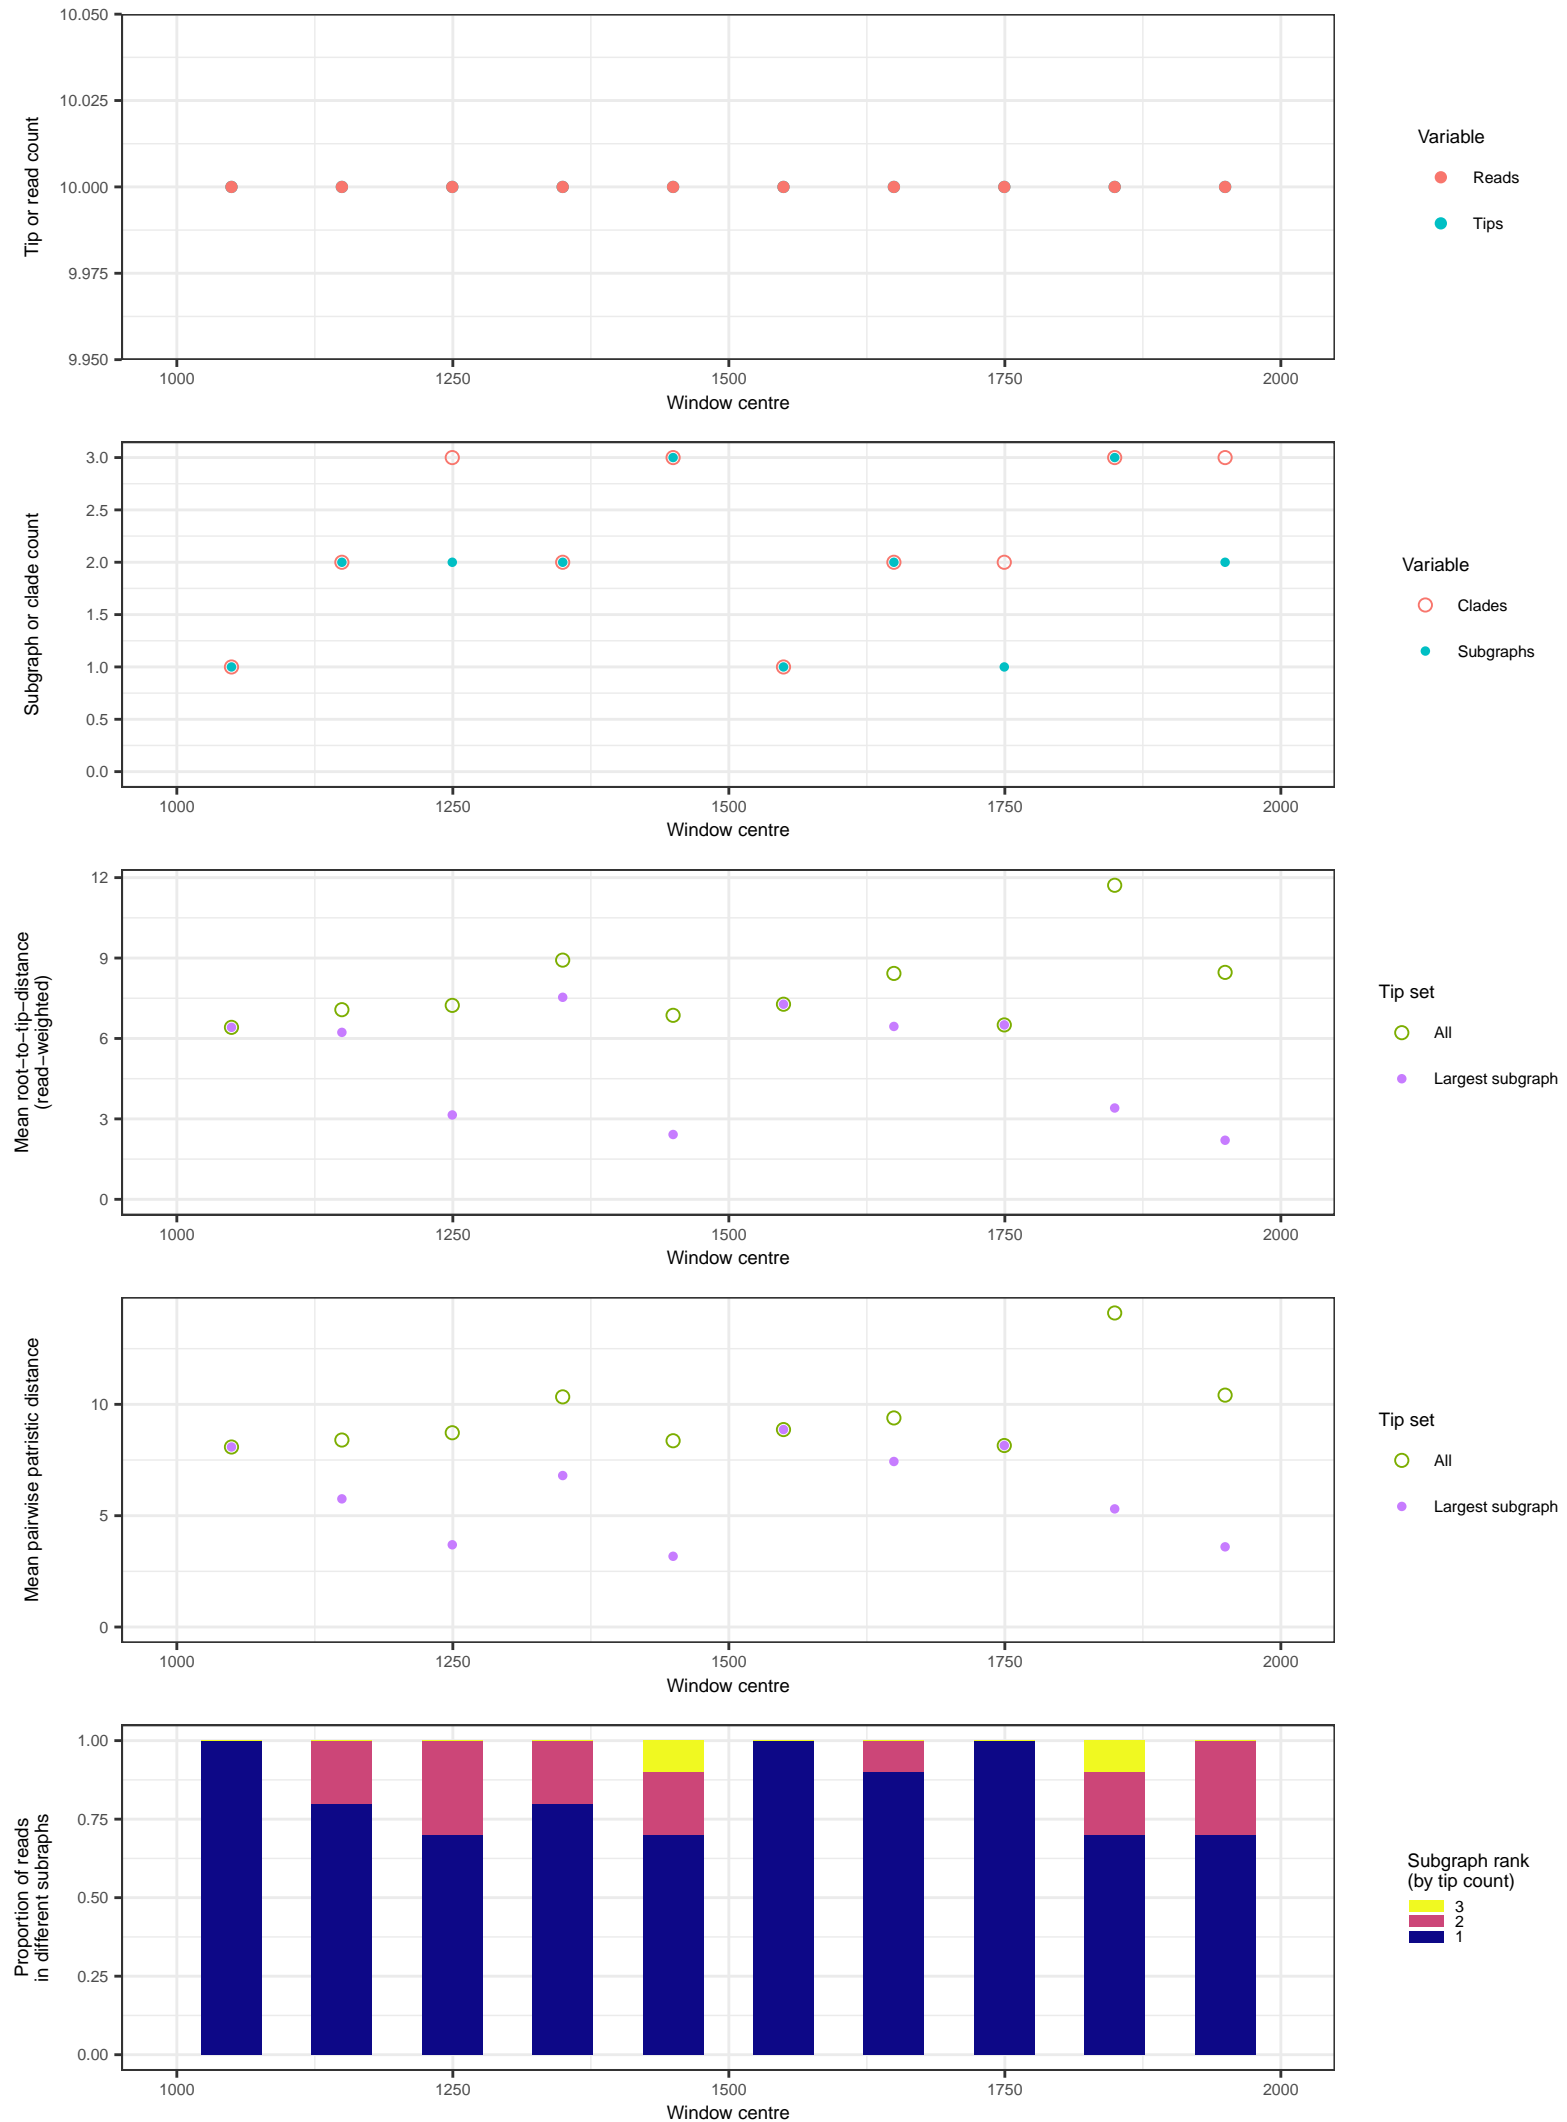 10.050
10.025
10.000
9.975
9.950
Tip or read count
1000 1250 1500 1750 2000
Window centre
Variable
Reads
Tips
3.0
2.5
2.0
1.5
1.0
0.5
0.0
Subgraph or clade count
1000 1250 1500 1750 2000
Window centre
Variable
Clades
Subgraphs
12
9
6
3
0
Mean root−to−tip−distance
(read−weighted)
1000 1250 1500 1750 2000
Window centre
Tip set
All
Largest subgraph
10
5
0
Mean pairwise patristic distance
1000 1250 1500 1750 2000
Window centre
Tip set
All
Largest subgraph
1.00
0.75
0.50
0.25
0.00
Proportion of reads
in different subraphs
1000 1250 1500 1750 2000
Window centre
Subgraph rank
(by tip count)
3
2
1